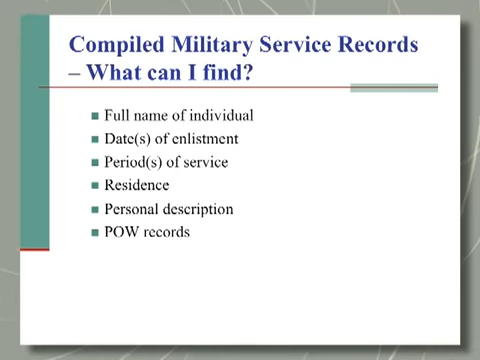 Compiled Military Service Records
– What can I find?
Full name of individual
Date(s) of enlistment
Period(s) of service
Residence
Personal description
POW records